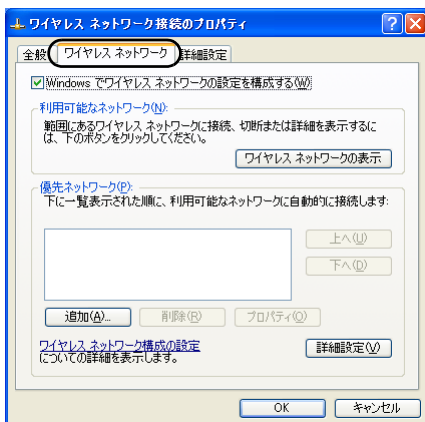 ワイヤレス ネットワーク接続のプロパティ
全般 ワイヤレス ネットワーク 詳細設定
Windows でワイヤレス ネットワークの設定を構成する(W)
利用可能なネットワーク(N):
範囲にあるワイヤレス ネットワークに接続、切断または詳細を表示するに
は、下のボタンをクリックしてください。
ワイヤレス ネットワークの表示
優先ネットワーク(P):
下に一覧表示された順に、利用可能なネットワークに自動的に接続します:
上へ(U)
下へ(D)
追加(A)... 削除(R) プロパティ(O)
ワイヤレス ネットワーク構成の設定
についての詳細を表示します。
詳細設定(V)
OK キャンセル